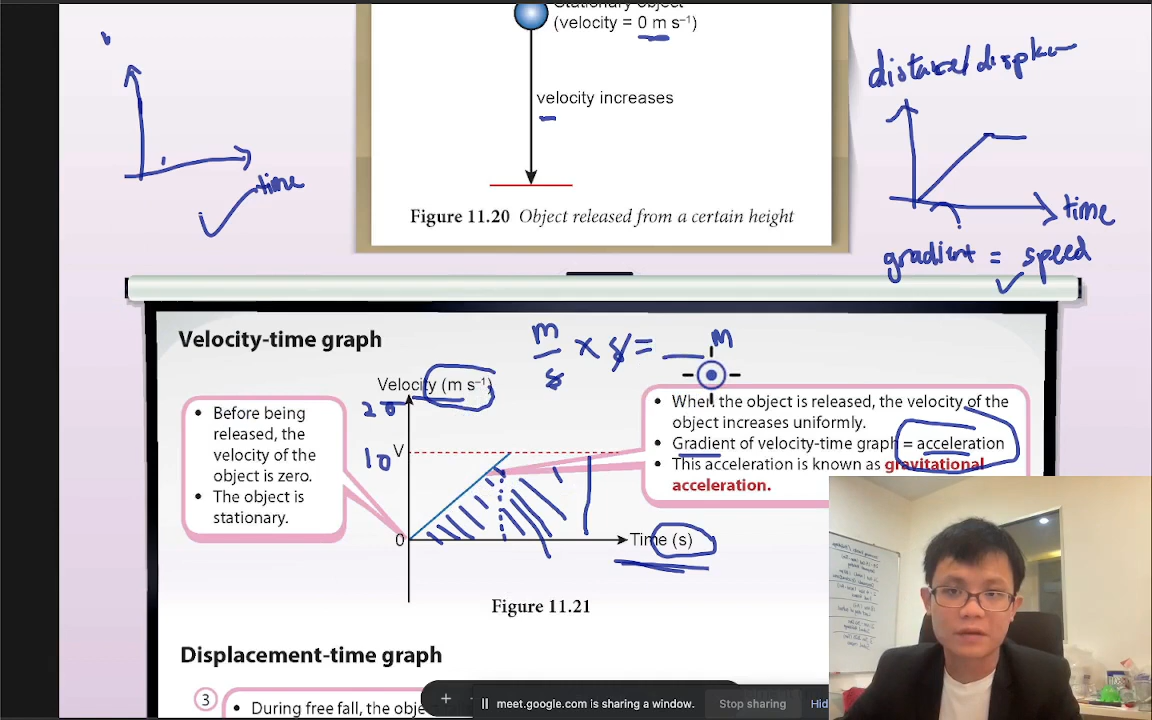 Stationary object
(velocity = 0 m s⁻¹)
velocity increases
Figure 11.20 Object released from a certain height
time
distance/
time
gradient = speed
Velocity-time graph
m/s × s = __ M
Velocity (m s⁻¹)
20
10 V
0
Time (s)
• Before being
released, the
velocity of the
object is zero.
• The object is
stationary.
• When the object is released, the velocity of the
object increases uniformly.
• Gradient of velocity-time graph = acceleration
• This acceleration is known as gravitational
acceleration.
Figure 11.21
Displacement-time graph
3
• During free fall, the obje
meet.google.com is sharing a window.
Stop sharing
Hid